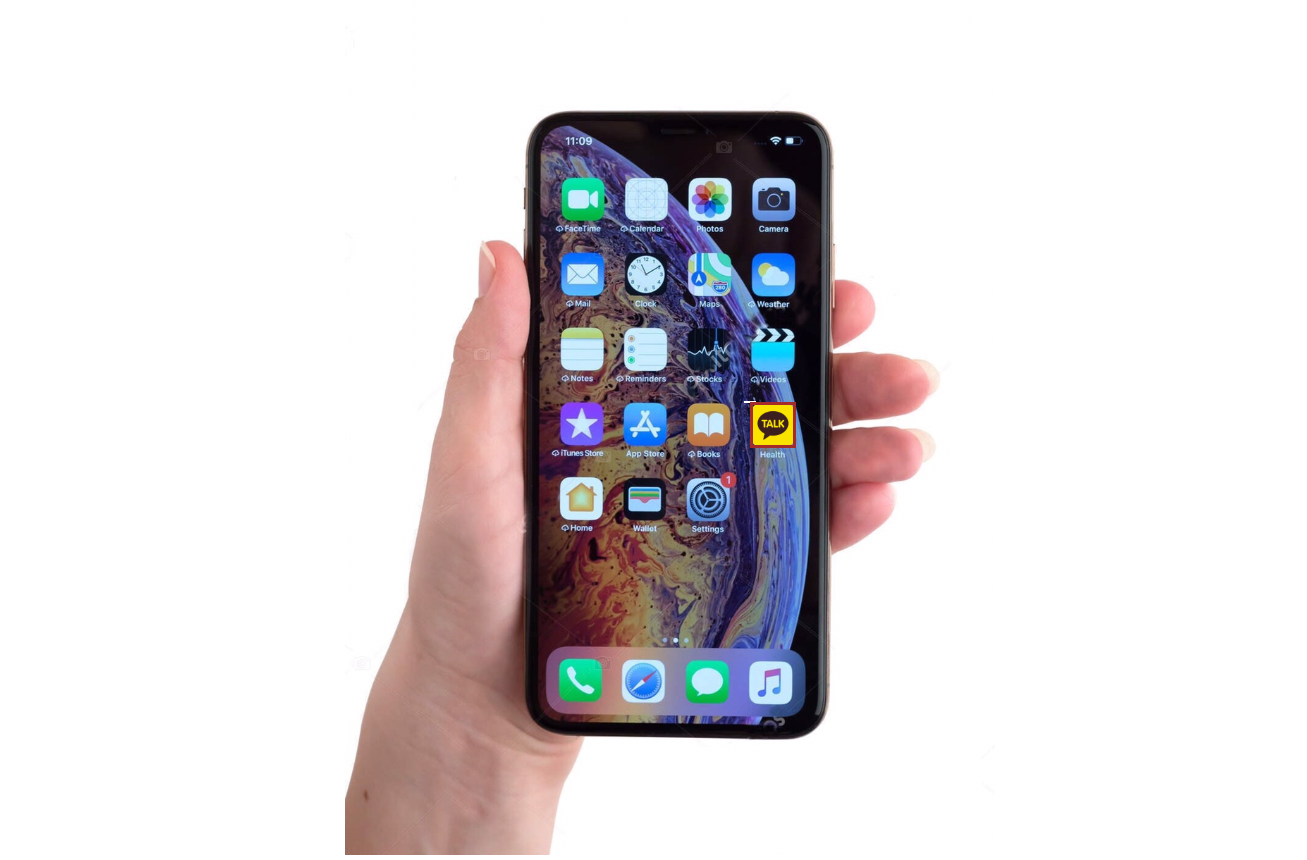 11:09
FaceTime Calendar Photos Camera
Mail Clock Maps Weather
Notes Reminders Stocks Videos
TALK
iTunes Store App Store Books Health
1
Home Wallet Settings